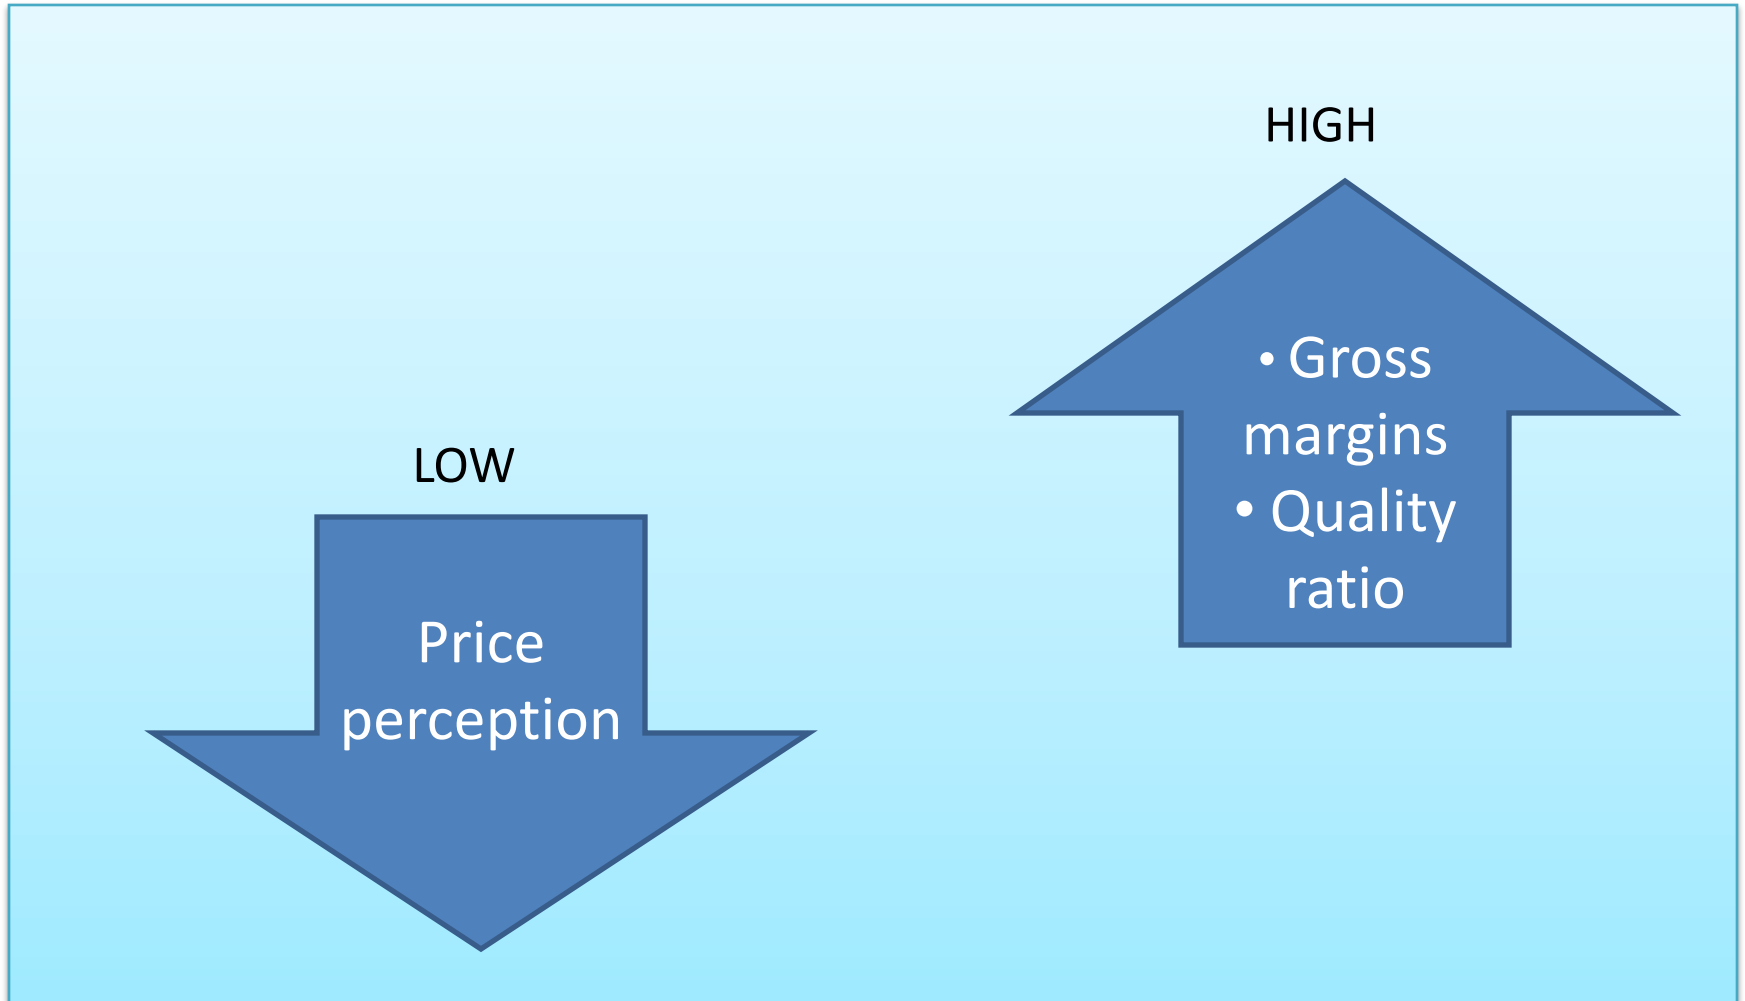 HIGH
• Gross
margins
• Quality
ratio
LOW
Price
perception